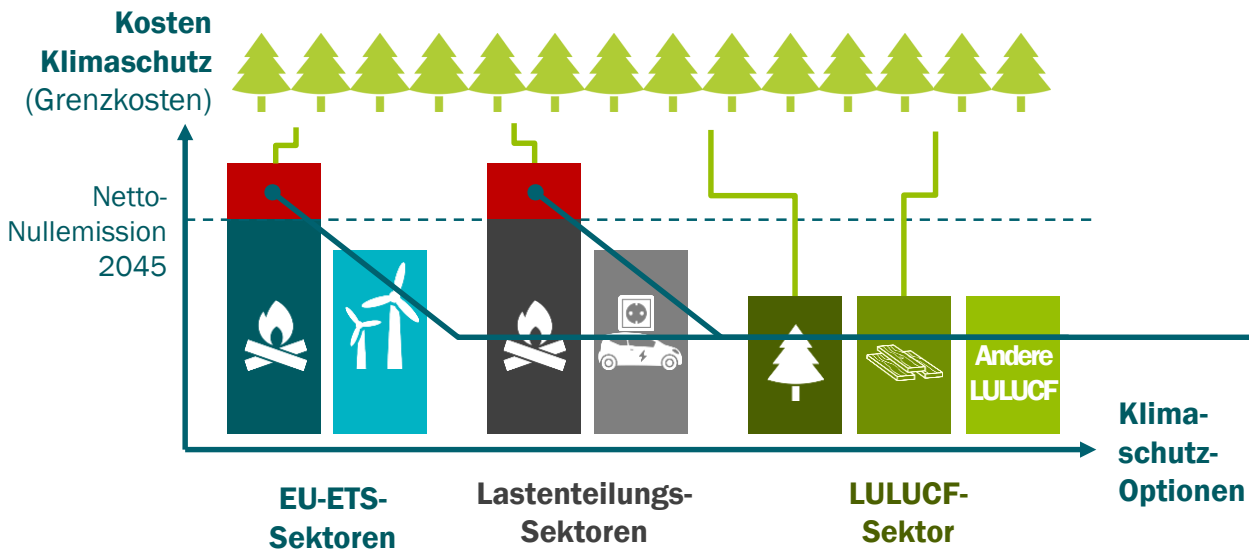 Kosten
Klimaschutz
(Grenzkosten)
Netto-
Nullemission
2045
Andere
LULUCF
Klima-
schutz-
Optionen
EU-ETS-
Sektoren
Lastenteilungs-
Sektoren
LULUCF-
Sektor